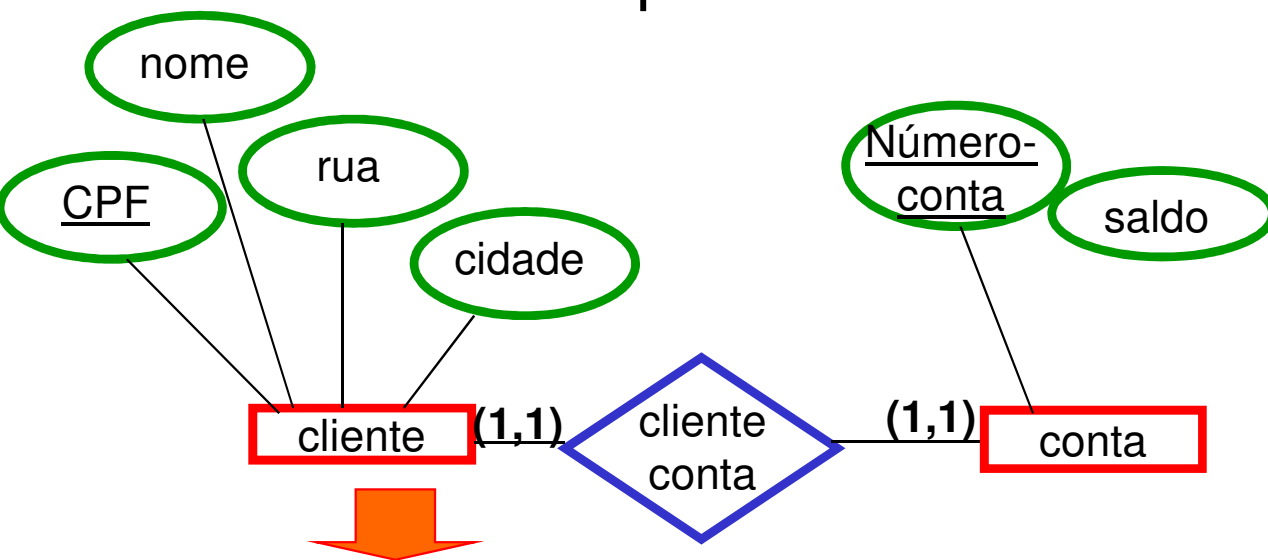 nome
rua
CPF
cidade
Número-
conta
saldo
cliente
(1,1)
cliente
conta
(1,1)
conta